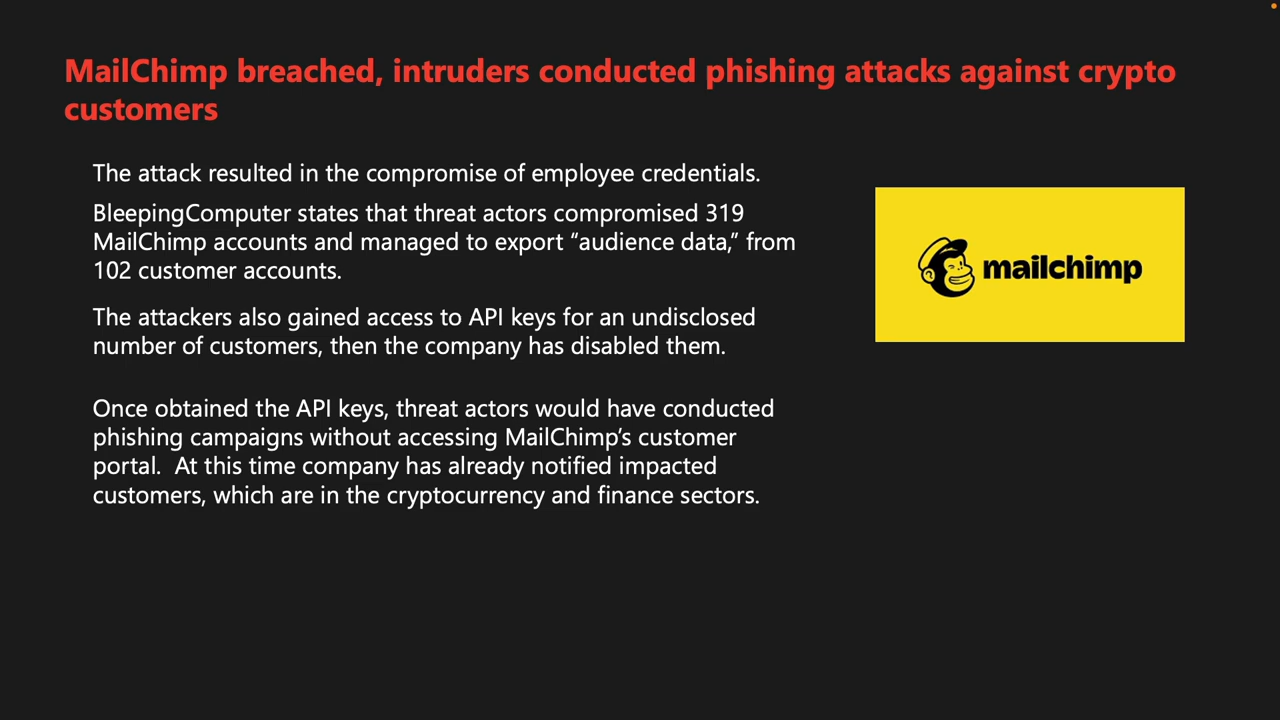 MailChimp breached, intruders conducted phishing attacks against crypto
customers
The attack resulted in the compromise of employee credentials.
BleepingComputer states that threat actors compromised 319
MailChimp accounts and managed to export “audience data,” from
102 customer accounts.
mailchimp
The attackers also gained access to API keys for an undisclosed
number of customers, then the company has disabled them.
Once obtained the API keys, threat actors would have conducted
phishing campaigns without accessing MailChimp’s customer
portal.  At this time company has already notified impacted
customers, which are in the cryptocurrency and finance sectors.